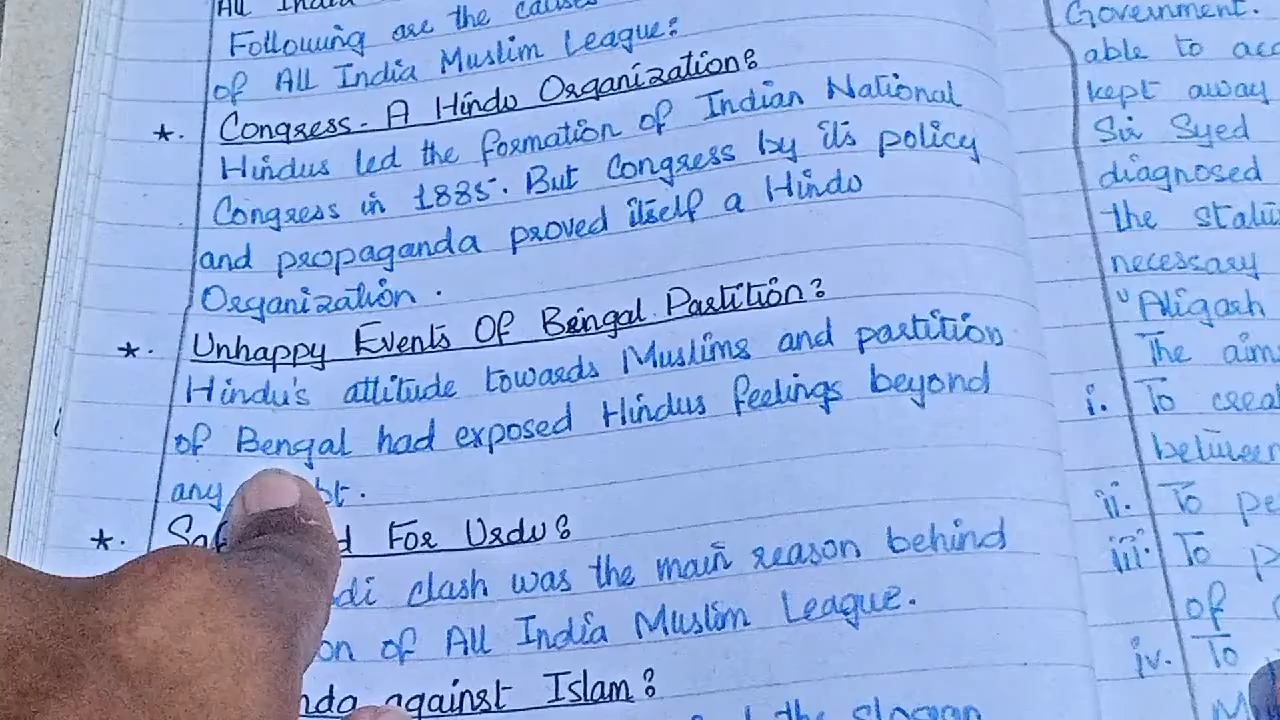 All India
Following are the causes
of All India Muslim League:
★. Congress - A Hindu Organization:
Hindus led the formation of Indian National
Congress in 1885. But Congress by its policy
and propaganda proved itself a Hindu
Organization.
★. Unhappy Events Of Bengal Partition:
Hindu's attitude towards Muslims and partition
of Bengal had exposed Hindus feelings beyond
any
★. For Urdu:
clash was the main reason behind
of All India Muslim League.
against Islam:
the slogan
Government.
able to
kept away
Sir Syed
diagnosed
the
necessary
"Aligarh
The
i. To
ii. To
iii. To
of
iv. To